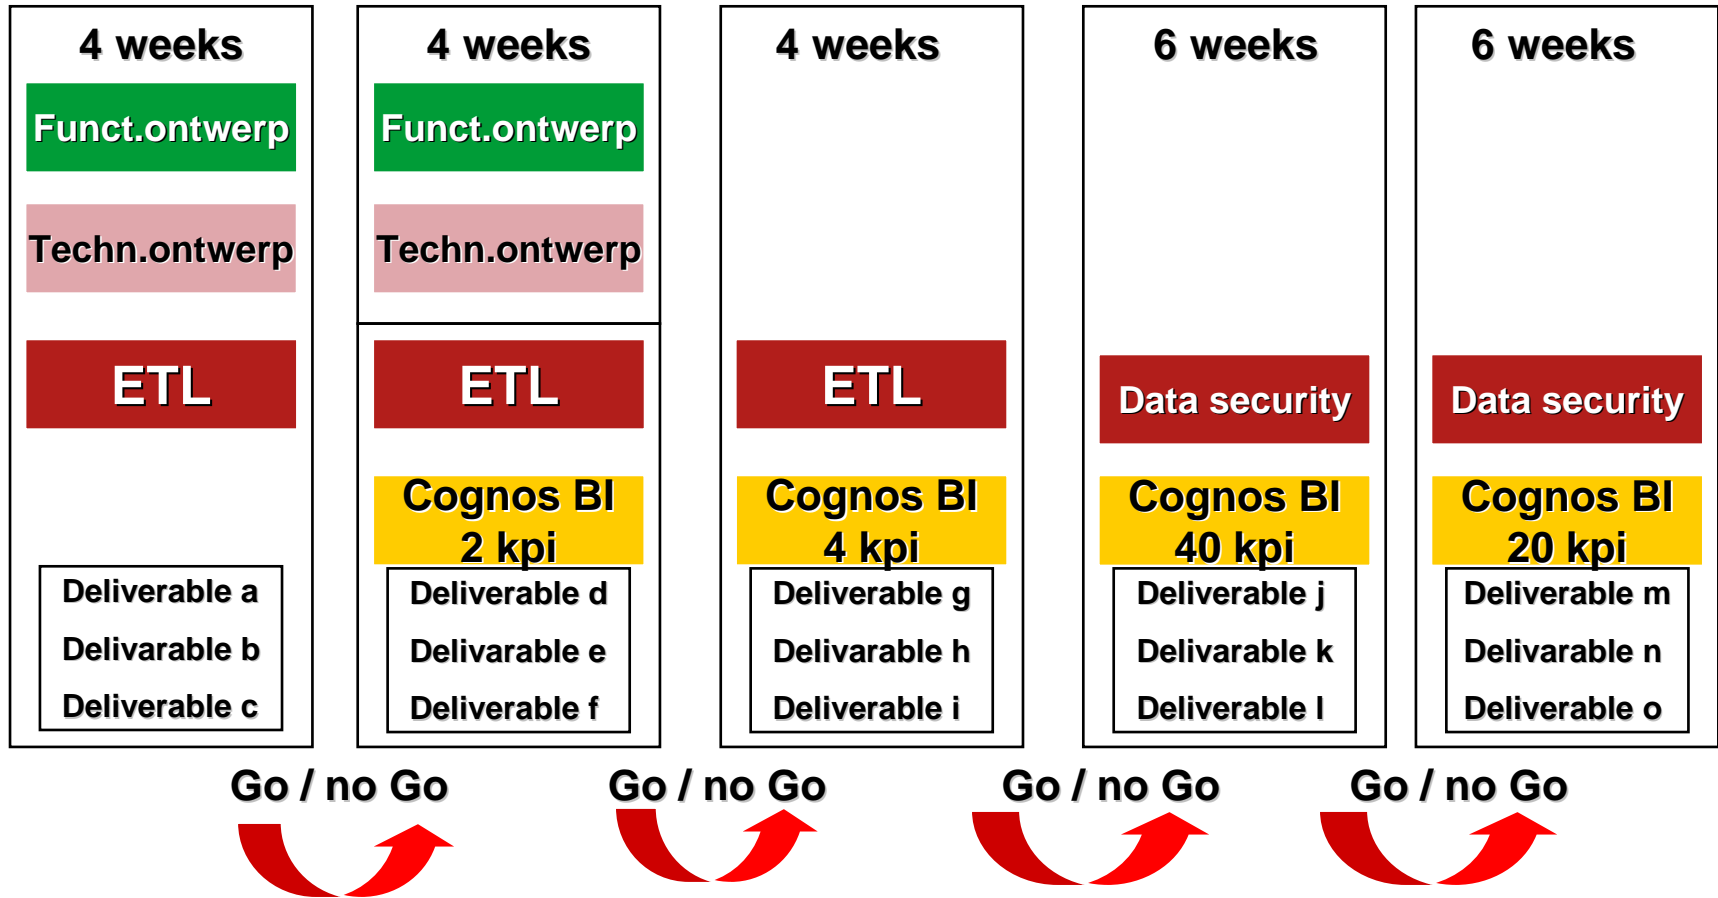 4 weeks
Funct.ontwerp
Techn.ontwerp
ETL
Deliverable a
Delivarable b
Deliverable c
4 weeks
Funct.ontwerp
Techn.ontwerp
ETL
Cognos BI
2 kpi
Deliverable d
Delivarable e
Deliverable f
4 weeks
ETL
Cognos BI
4 kpi
Deliverable g
Delivarable h
Deliverable i
6 weeks
Data security
Cognos BI
40 kpi
Deliverable j
Delivarable k
Deliverable l
6 weeks
Data security
Cognos BI
20 kpi
Deliverable m
Delivarable n
Deliverable o
Go / no Go
Go / no Go
Go / no Go
Go / no Go